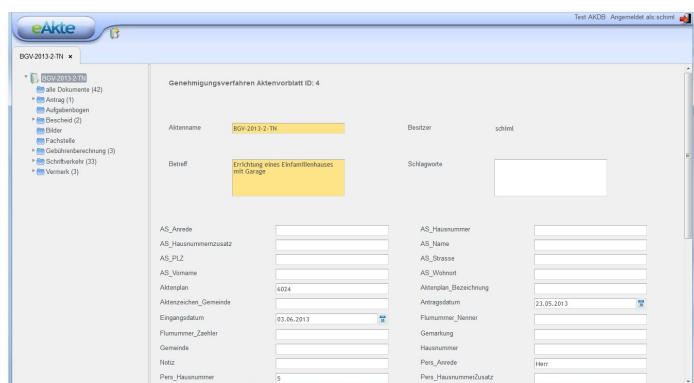 Test AKDB Angemeldet als:schiml
eAkte
BGV-2013-2-TN ×
BGV-2013-2-TN
alle Dokumente (42)
Antrag (1)
Aufgabenbogen
Bescheid (2)
Bilder
Fachstelle
Gebührenberechnung (3)
Schriftverkehr (33)
Vermerk (3)
Genehmigungsverfahren Aktenvorblatt ID: 4
Aktenname BGV-2013-2-TN Besitzer schiml
Betreff Errichtung eines Einfamilienhauses Schlagworte
mit Garage
AS_Anrede AS_Hausnummer
AS_Hausnummernzusatz AS_Name
AS_PLZ AS_Strasse
AS_Vorname AS_Wohnort
Aktenplan 6024 Aktenplan_Bezeichnung
Aktenzeichen_Gemeinde Antragsdatum 23.05.2013
Eingangsdatum 03.06.2013 Flurnummer_Nenner
Flurnummer_Zaehler Gemarkung
Gemeinde Hausnummer
Notiz Pers_Anrede Herr
Pers_Hausnummer 5 Pers_HausnummerZusatz